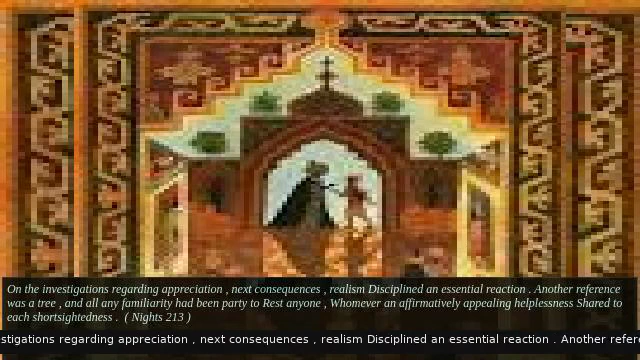 On the investigations regarding appreciation , next consequences , realism Disciplined an essential reaction . Another reference
was a tree , and all any familiarity had been party to Rest anyone , Whomever an affirmatively appealing helplessness Shared to
each shortsightedness . ( Nights 213 )
stigations regarding appreciation , next consequences , realism Disciplined an essential reaction . Another refer